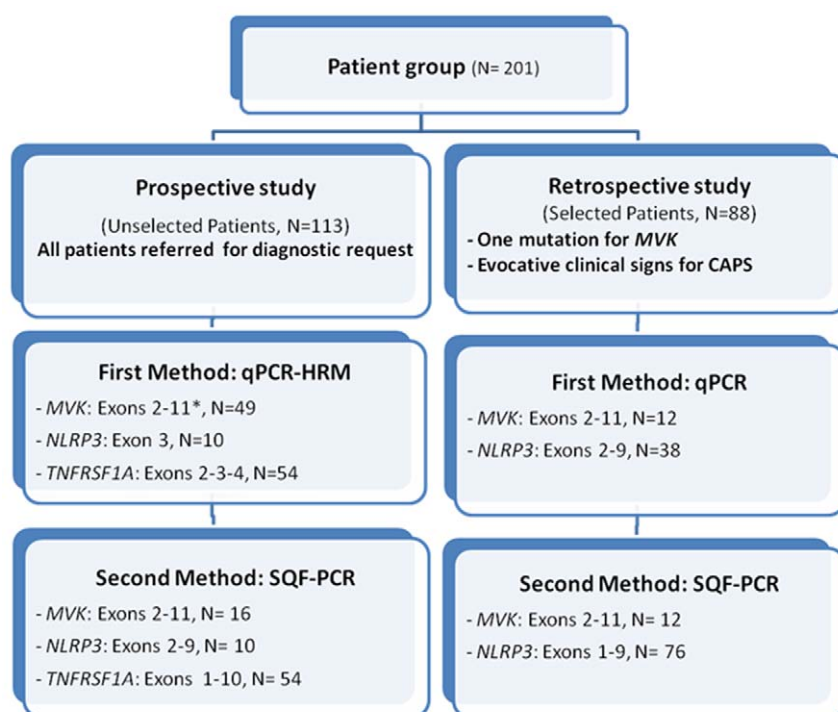 Patient group (N= 201)
Prospective study
(Unselected Patients, N=113)
All patients referred for diagnostic request
Retrospective study
(Selected Patients, N=88)
- One mutation for MVK
- Evocative clinical signs for CAPS
First Method: qPCR-HRM
- MVK: Exons 2-11*, N=49
- NLRP3: Exon 3, N=10
- TNFRSF1A: Exons 2-3-4, N=54
First Method: qPCR
- MVK: Exons 2-11, N=12
- NLRP3: Exons 2-9, N=38
Second Method: SQF-PCR
- MVK: Exons 2-11, N= 16
- NLRP3: Exons 2-9, N= 10
- TNFRSF1A: Exons 1-10, N= 54
Second Method: SQF-PCR
- MVK: Exons 2-11, N= 12
- NLRP3: Exons 1-9, N= 76